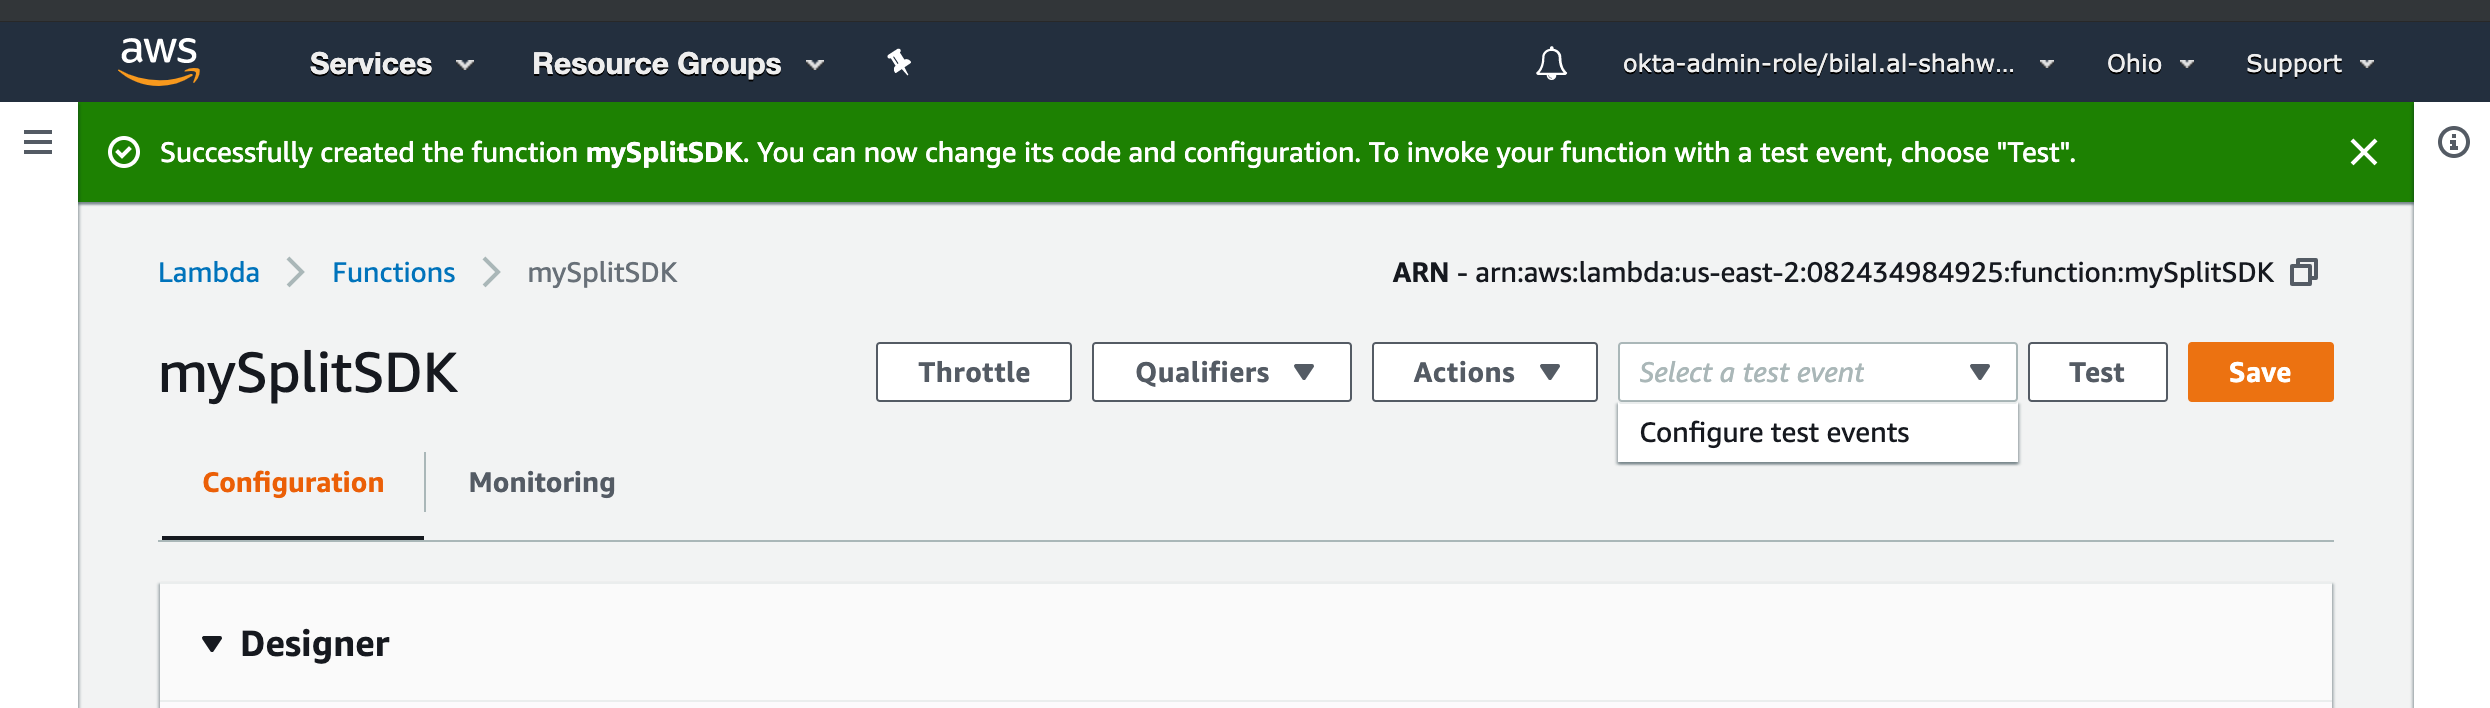 aws Services Resource Groups okta-admin-role/bilal.al-shahw... Ohio Support
Successfully created the function mySplitSDK. You can now change its code and configuration. To invoke your function with a test event, choose "Test".
Lambda Functions mySplitSDK ARN - arn:aws:lambda:us-east-2:082434984925:function:mySplitSDK
mySplitSDK Throttle Qualifiers Actions Select a test event Test Save
Configure test events
Configuration Monitoring
Designer